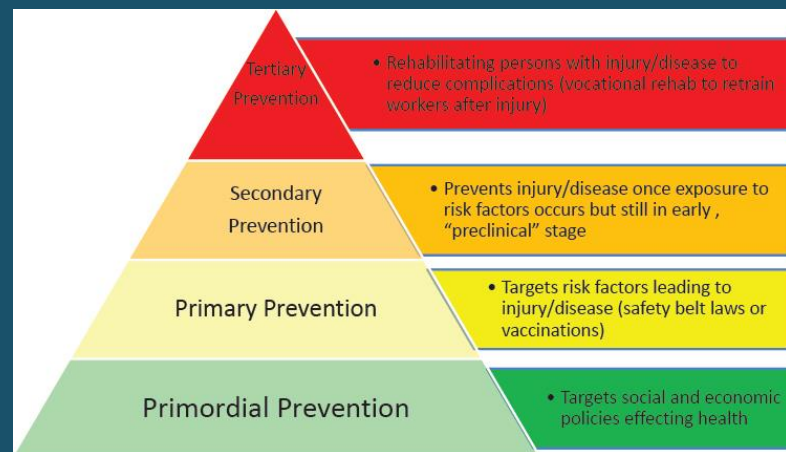 Tertiary
Prevention
• Rehabilitating persons with injury/disease to
reduce complications (vocational rehab to retrain
workers after injury)
Secondary
Prevention
• Prevents injury/disease once exposure to
risk factors occurs but still in early ,
“preclinical” stage
Primary Prevention
• Targets risk factors leading to
injury/disease (safety belt laws or
vaccinations)
Primordial Prevention
• Targets social and economic
policies effecting health